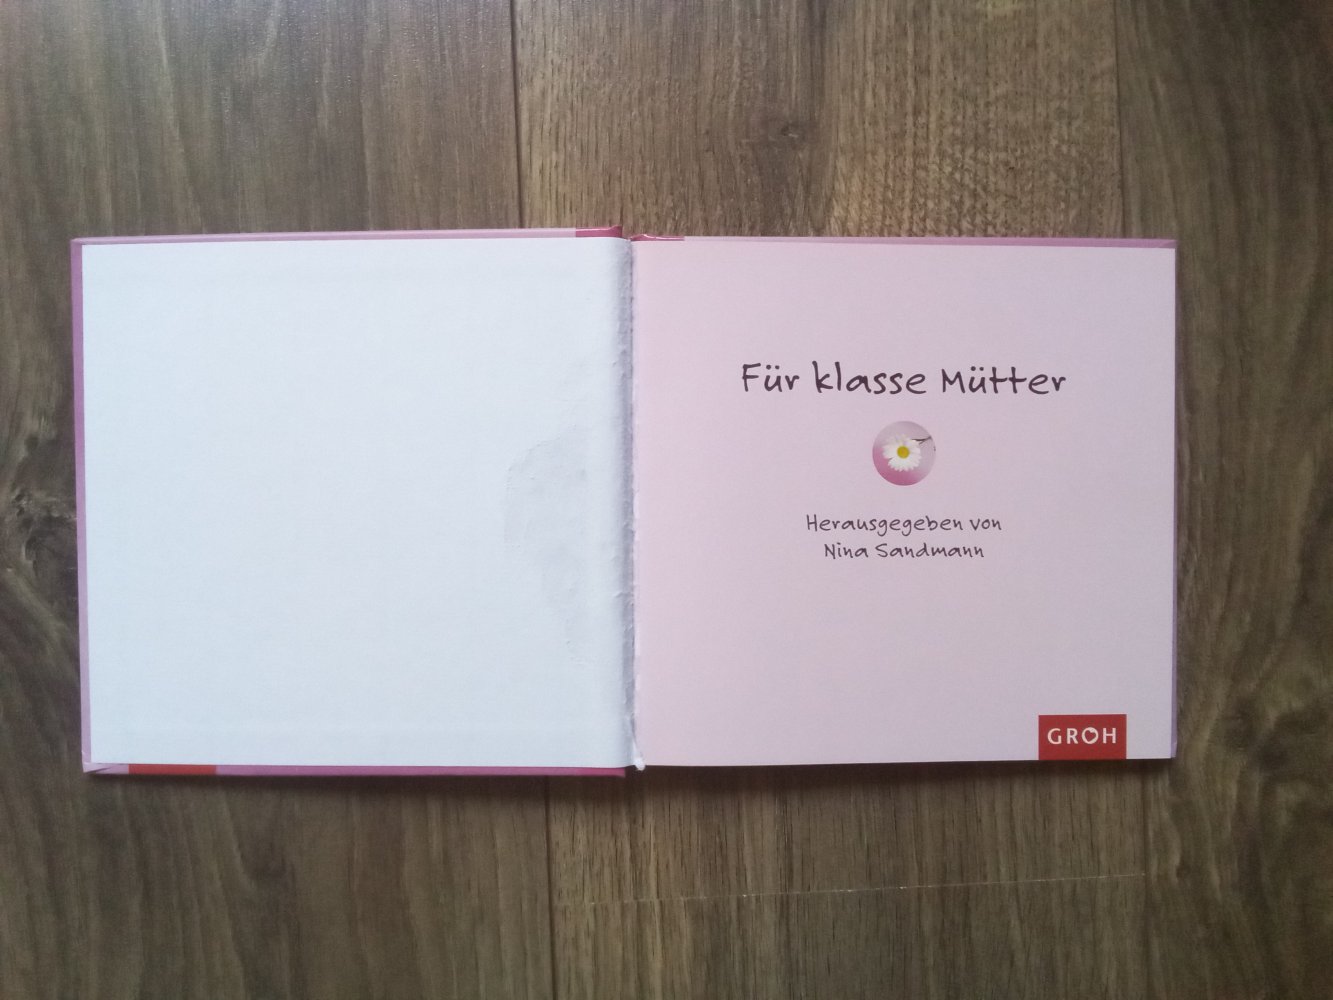 Für klasse Mütter
Herausgegeben von
Nina Sandmann
GROH